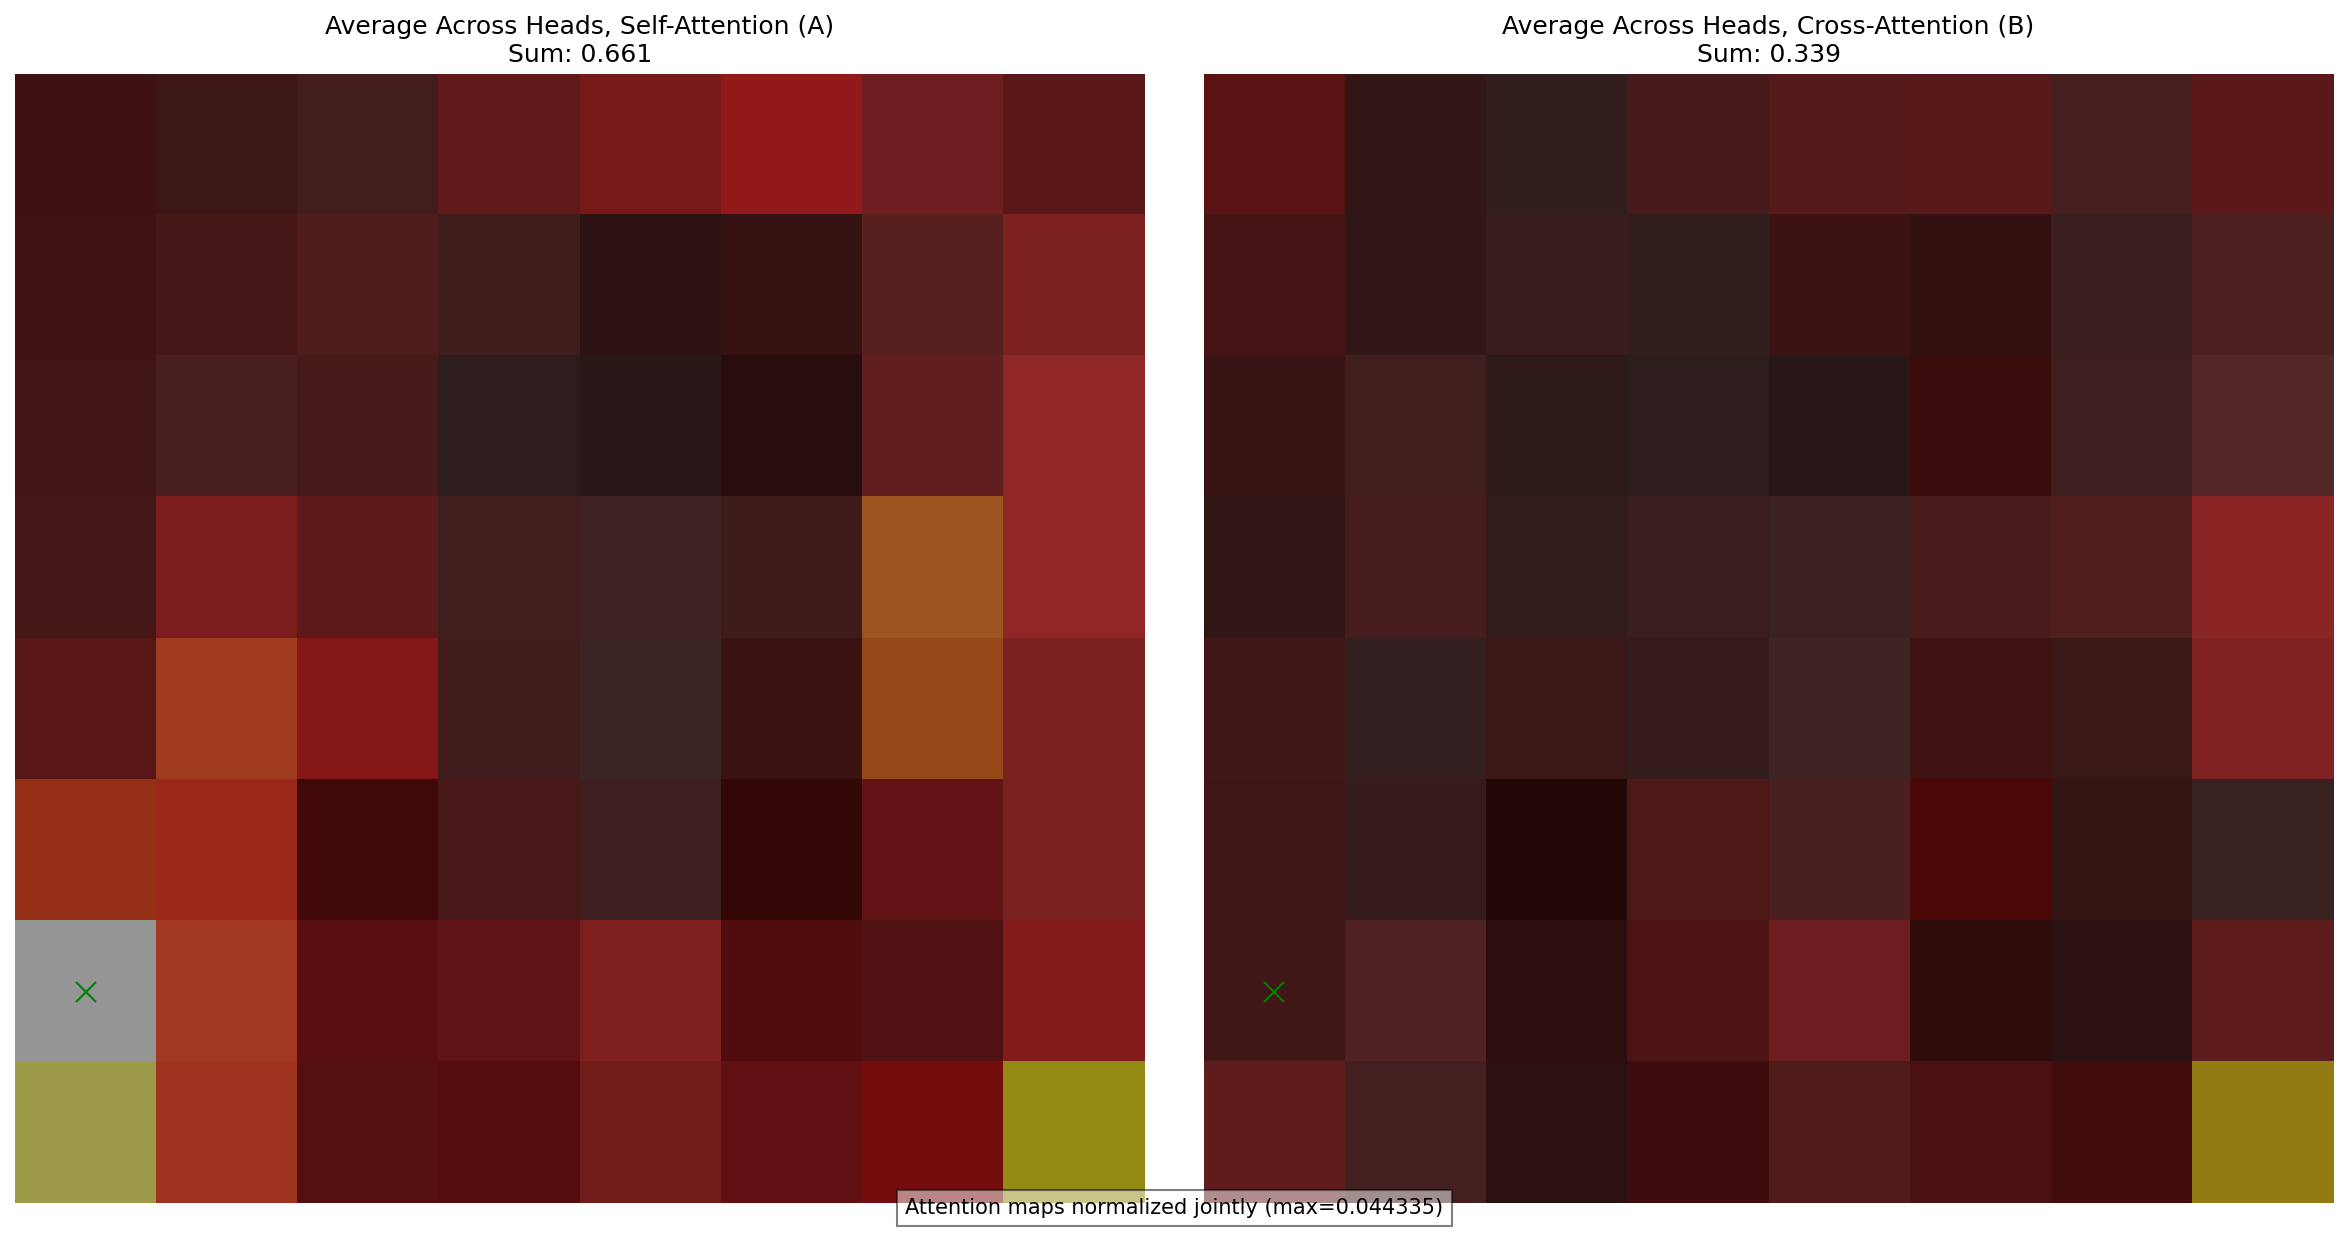 Average Across Heads, Self-Attention (A)
Sum: 0.661
Average Across Heads, Cross-Attention (B)
Sum: 0.339
Attention maps normalized jointly (max=0.044335)